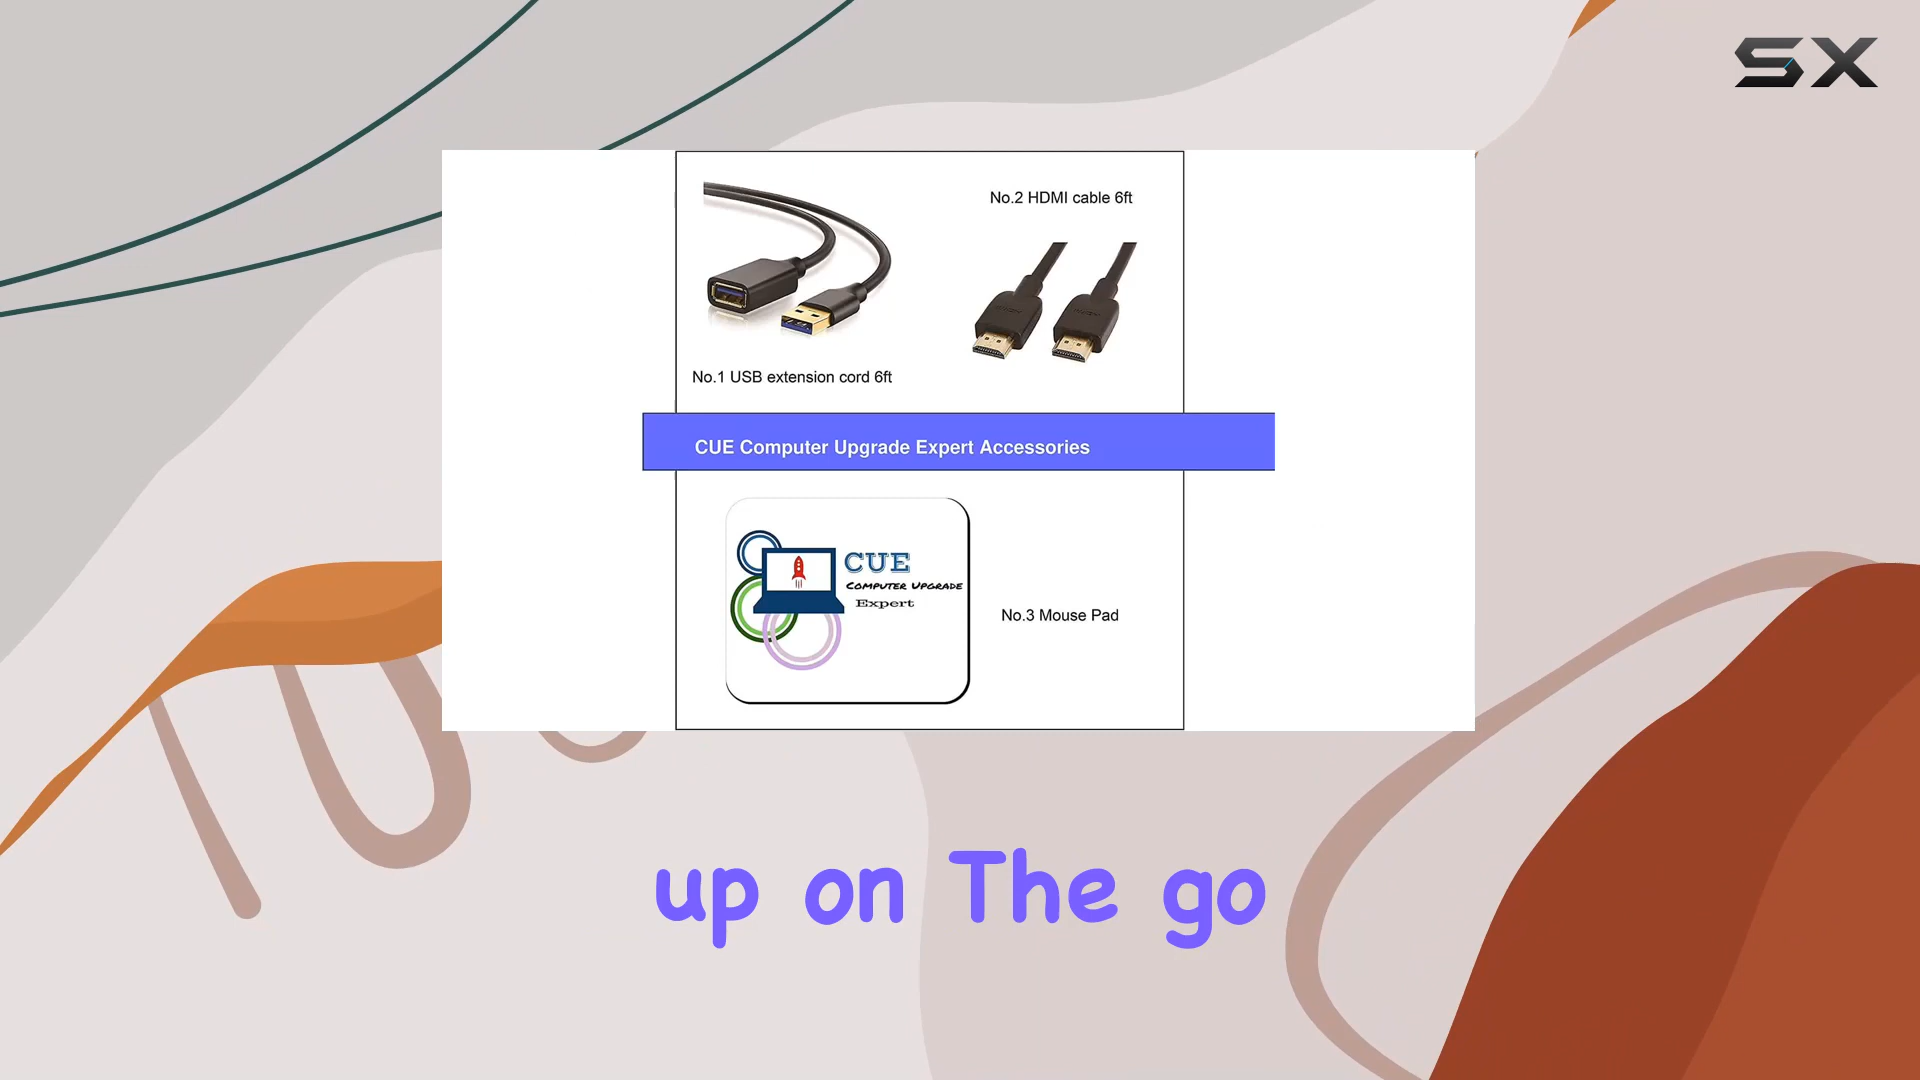 SX
No.2 HDMI cable 6ft
No.1 USB extension cord 6ft
CUE Computer Upgrade Expert Accessories
CUE
Computer Upgrade
Expert
No.3 Mouse Pad
up on The go